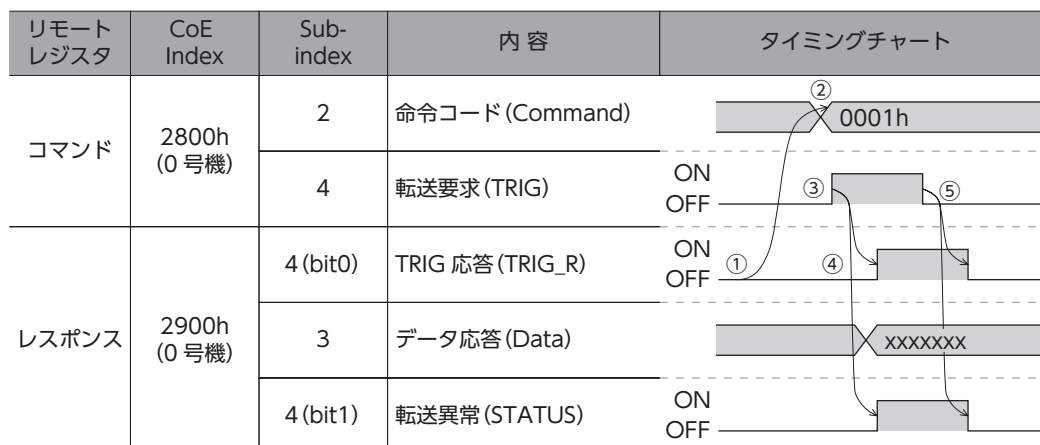 リモート
レジスタ
CoE
Index
Sub-
index
内 容
タイミングチャート
コマンド
2800h
(0 号機)
2
命令コード(Command)
②
0001h
4
転送要求(TRIG)
ON
OFF
③
⑤
レスポンス
2900h
(0 号機)
4(bit0)
TRIG 応答(TRIG_R)
ON
OFF
①
④
3
データ応答(Data)
xxxxxxx
4(bit1)
転送異常(STATUS)
ON
OFF